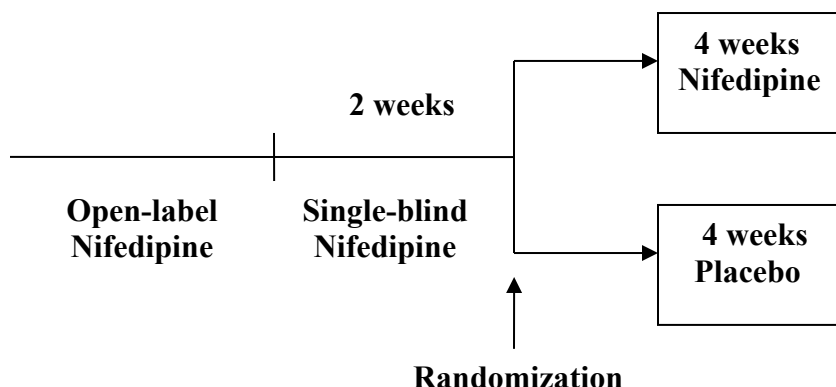 4 weeks
Nifedipine
2 weeks
Open-label
Nifedipine
Single-blind
Nifedipine
4 weeks
Placebo
Randomization